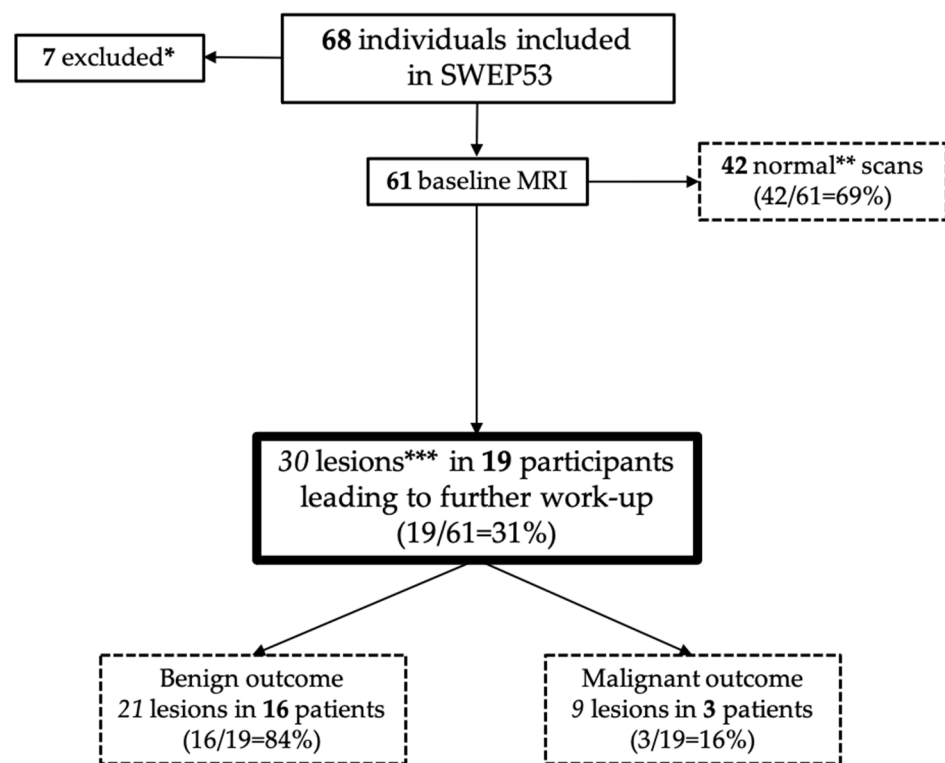 68 individuals included
in SWEP53
7 excluded*
61 baseline MRI
42 normal** scans
(42/61=69%)
30 lesions*** in 19 participants
leading to further work-up
(19/61=31%)
Benign outcome
21 lesions in 16 patients
(16/19=84%)
Malignant outcome
9 lesions in 3 patients
(3/19=16%)